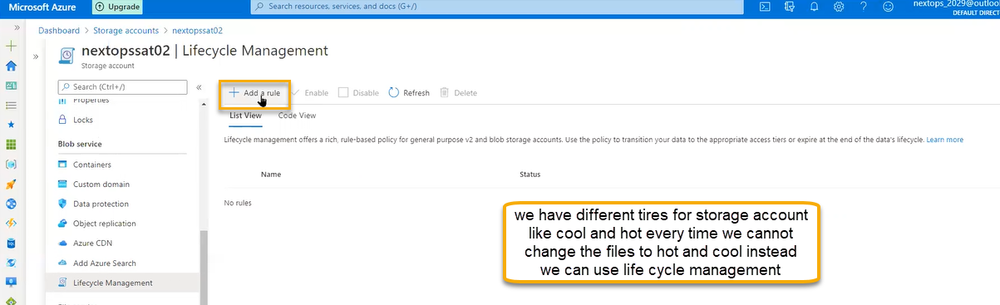 Microsoft Azure
Upgrade
Search resources, services, and docs (G+/)
nextops_2029@outloo
DEFAULT DIRECT
Dashboard > Storage accounts > nextopssat02
nextopssat02 | Lifecycle Management
Storage account
Search (Ctrl+/)
Add a rule
Enable
Disable
Refresh
Delete
Properties
Locks
Blob service
Containers
Custom domain
Data protection
Object replication
Azure CDN
Add Azure Search
Lifecycle Management
List View
Code View
Lifecycle management offers a rich, rule-based policy for general purpose v2 and blob storage accounts. Use the policy to transition your data to the appropriate access tiers or expire at the end of the data's lifecycle. Learn more
Name
Status
No rules
we have different tires for storage account
like cool and hot every time we cannot
change the files to hot and cool instead
we can use life cycle management